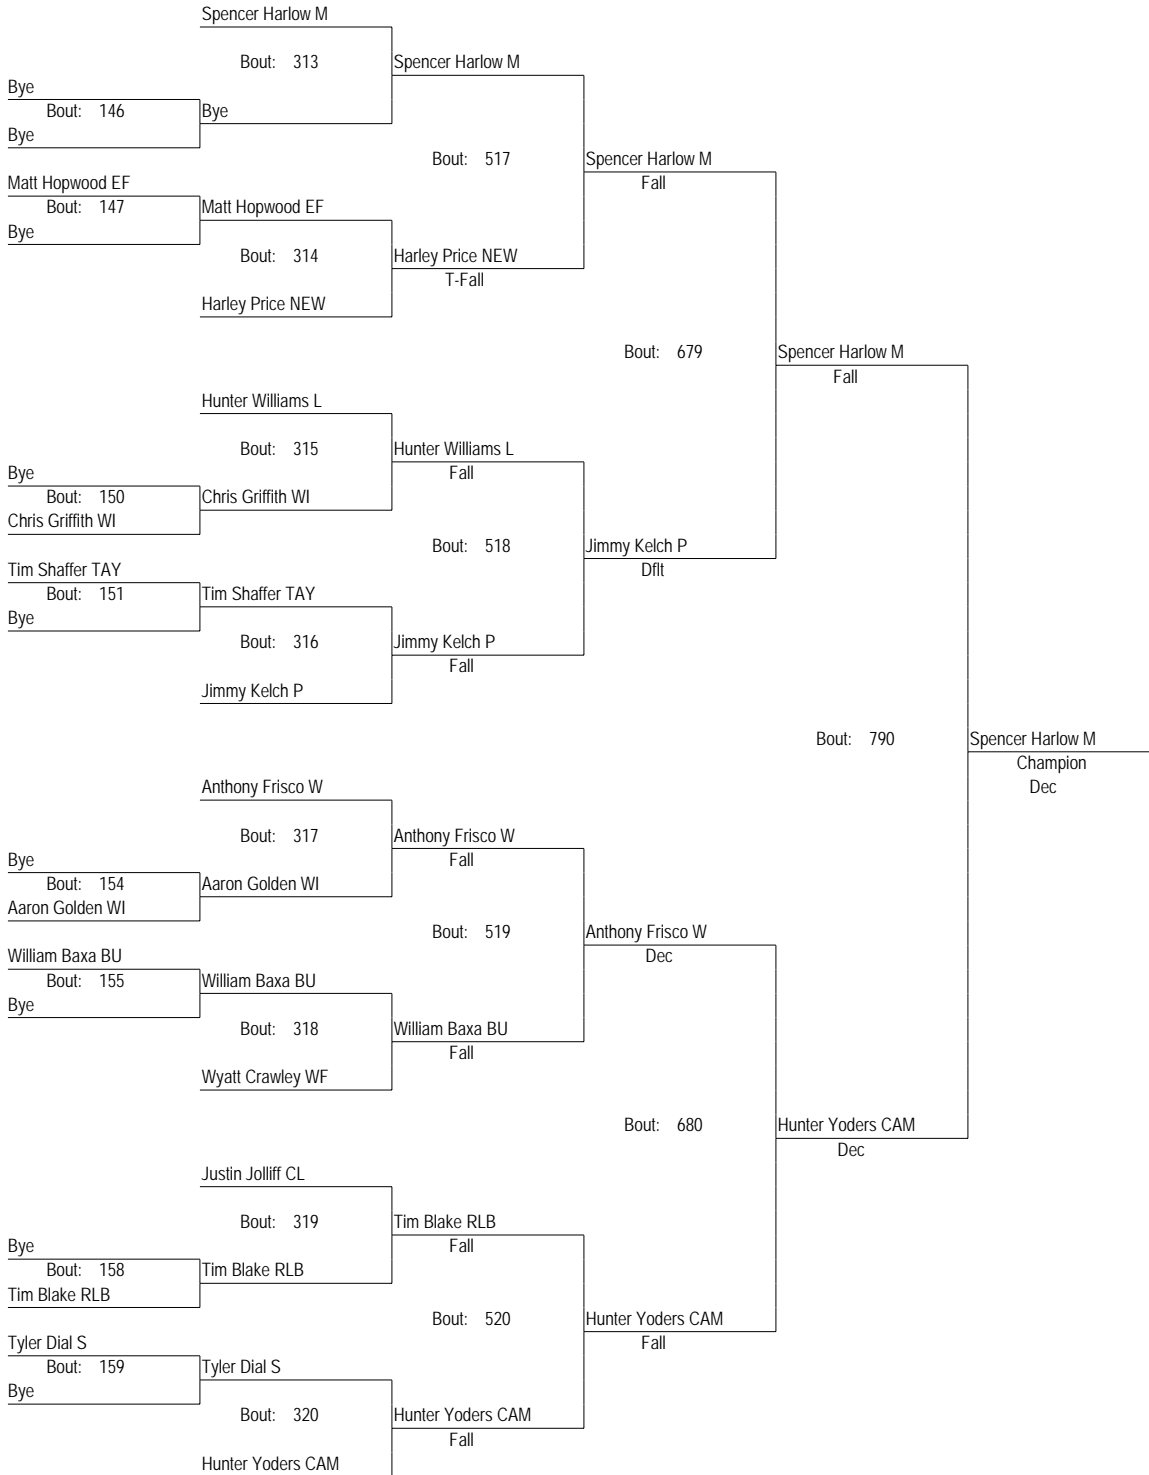 Spencer Harlow M
Bout: 313
Spencer Harlow M
Bye
Bout: 146
Bye
Bye
Bout: 517
Spencer Harlow M
Fall
Matt Hopwood EF
Bout: 147
Matt Hopwood EF
Bye
Bout: 314
Harley Price NEW
T-Fall
Harley Price NEW
Bout: 679
Spencer Harlow M
Fall
Hunter Williams L
Bout: 315
Hunter Williams L
Fall
Bye
Bout: 150
Chris Griffith WI
Chris Griffith WI
Bout: 518
Jimmy Kelch P
Dflt
Tim Shaffer TAY
Bout: 151
Tim Shaffer TAY
Bye
Bout: 316
Jimmy Kelch P
Fall
Jimmy Kelch P
Bout: 790
Spencer Harlow M
Champion
Dec
Anthony Frisco W
Bout: 317
Anthony Frisco W
Fall
Bye
Bout: 154
Aaron Golden WI
Aaron Golden WI
Bout: 519
Anthony Frisco W
Dec
William Baxa BU
Bout: 155
William Baxa BU
Bye
Bout: 318
William Baxa BU
Fall
Wyatt Crawley WF
Bout: 680
Hunter Yoders CAM
Dec
Justin Jolliff CL
Bout: 319
Tim Blake RLB
Fall
Bye
Bout: 158
Tim Blake RLB
Tim Blake RLB
Bout: 520
Hunter Yoders CAM
Fall
Tyler Dial S
Bout: 159
Tyler Dial S
Bye
Bout: 320
Hunter Yoders CAM
Fall
Hunter Yoders CAM